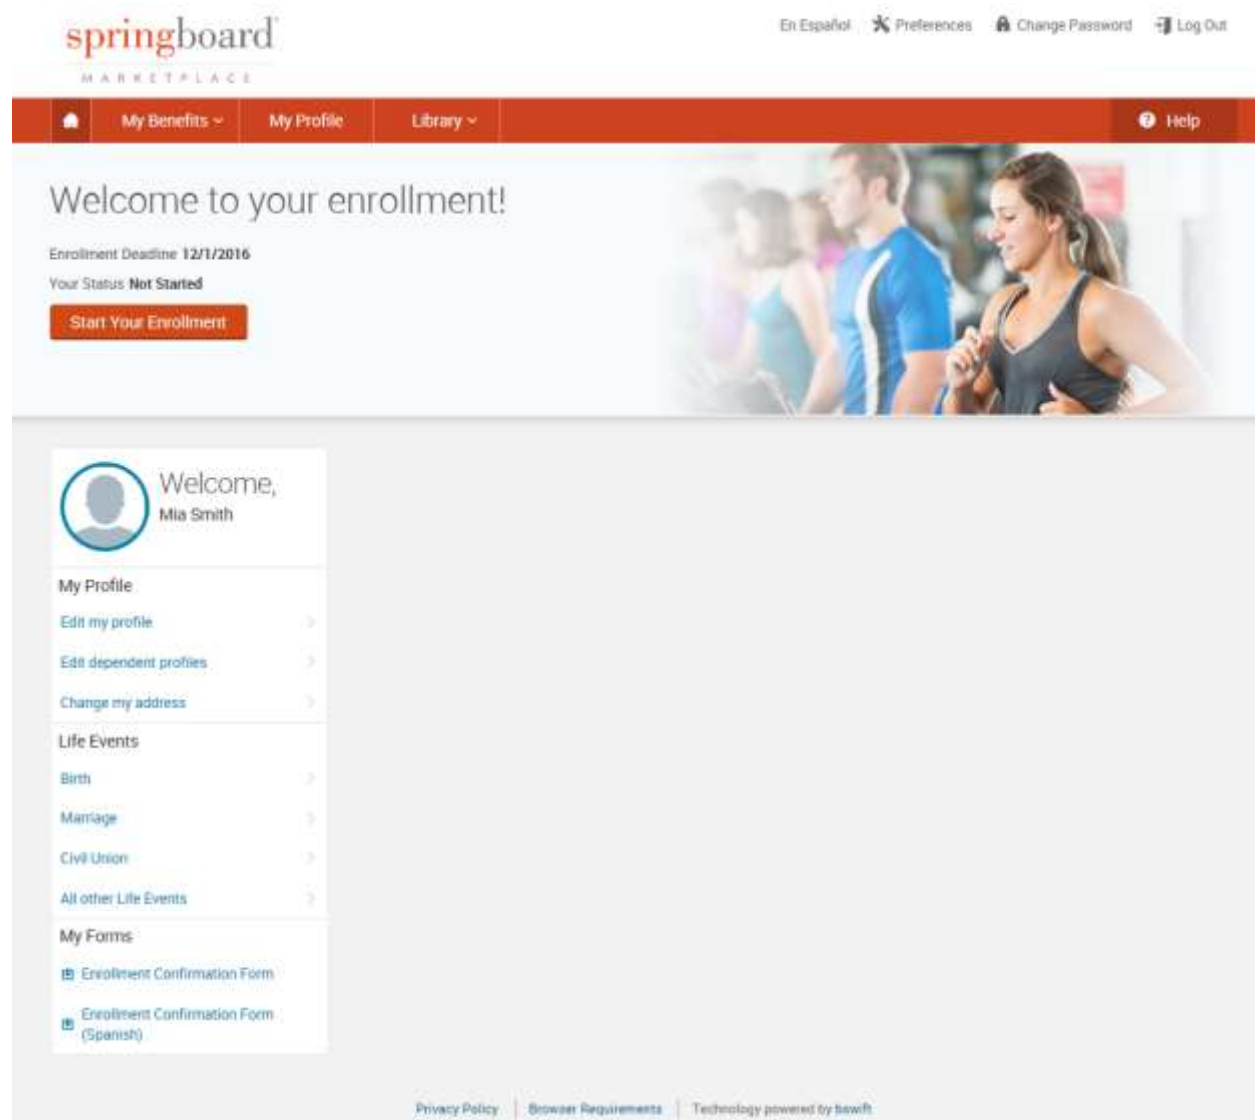 springboard
MARKETPLACE
En Español Preferences Change Password Log Out
My Benefits My Profile Library Help
Welcome to your enrollment!
Enrollment Deadline 12/1/2016
Your Status Not Started
Start Your Enrollment
Welcome,
Mia Smith
My Profile
Edit my profile
Edit dependent profiles
Change my address
Life Events
Birth
Marriage
Civil Union
All other Life Events
My Forms
Enrollment Confirmation Form
Enrollment Confirmation Form
(Spanish)
Privacy Policy | Browser Requirements | Technology powered by bswift